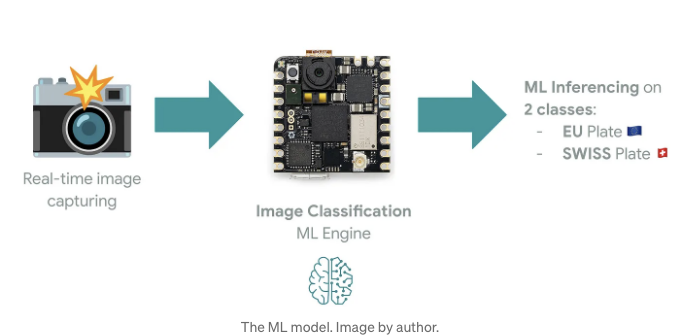 Real-time image
capturing
Image Classification
ML Engine
ML Inferencing on
2 classes:
- EU Plate 🇪🇺
- SWISS Plate 🇨🇭
The ML model. Image by author.